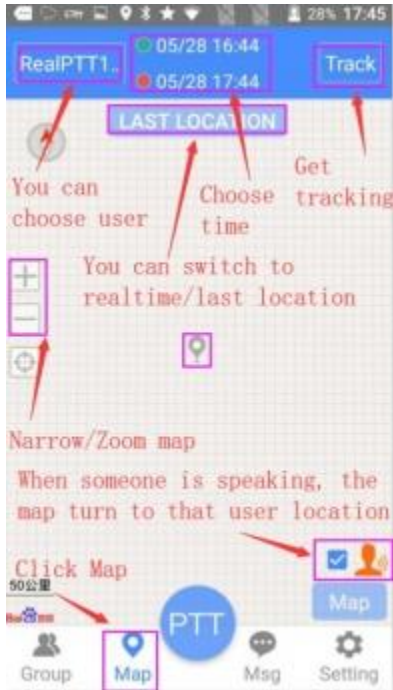 28% 17:45
RealPTT1..
05/28 16:44
05/28 17:44
Track
LAST LOCATION
You can
choose user
Choose
time
Get
tracking
You can switch to
realtime/last location
Narrow/Zoom map
When someone is speaking, the
map turn to that user location
Click Map
50公里
Map
PTT
Group
Map
Msg
Setting